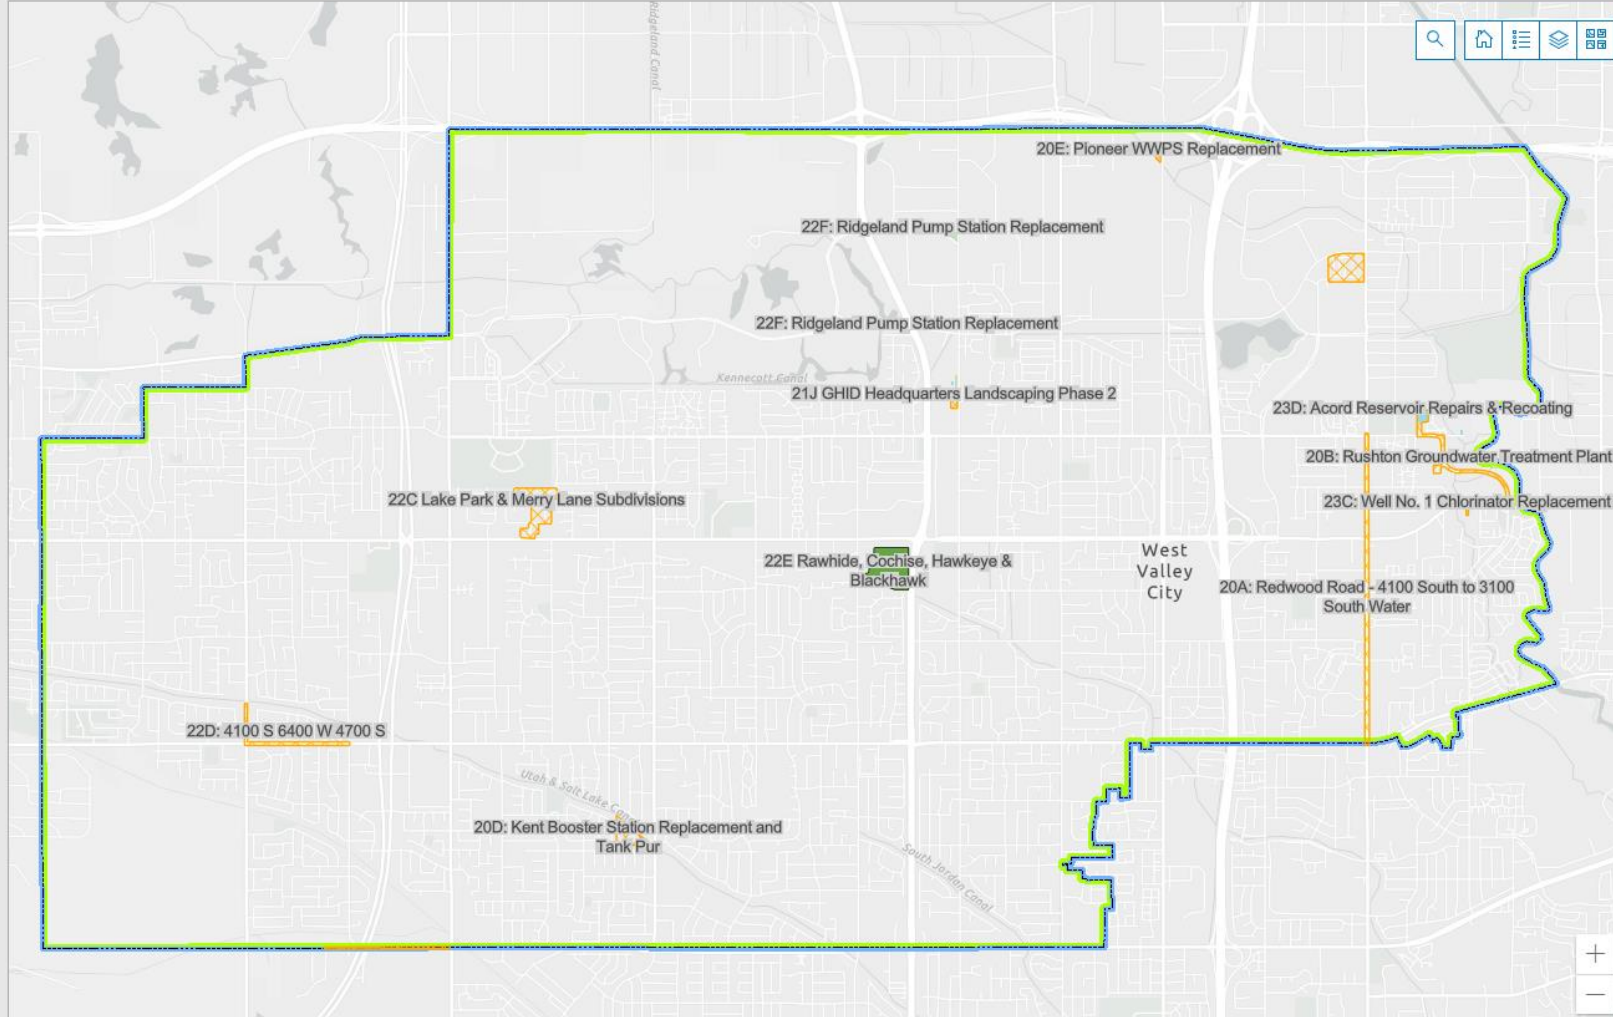 Ridgeland Canal
20E: Pioneer WWPS Replacement
22F: Ridgeland Pump Station Replacement
22F: Ridgeland Pump Station Replacement
Kennecott Canal
21J GHID Headquarters Landscaping Phase 2
23D: Acord Reservoir Repairs & Recoating
20B: Rushton Groundwater Treatment Plant
22C Lake Park & Merry Lane Subdivisions
23C: Well No. 1 Chlorinator Replacement
22E Rawhide, Cochise, Hawkeye &
Blackhawk
West
Valley
City
20A: Redwood Road - 4100 South to 3100
South Water
22D: 4100 S 6400 W 4700 S
Utah & Salt Lake Canal
20D: Kent Booster Station Replacement and
Tank Pur
South Jordan Canal